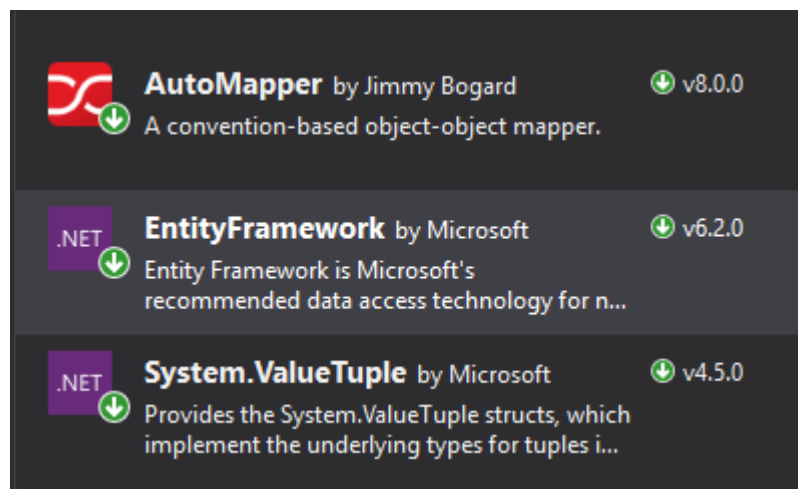 AutoMapper by Jimmy Bogard v8.0.0
A convention-based object-object mapper.
.NET
EntityFramework by Microsoft v6.2.0
Entity Framework is Microsoft's
recommended data access technology for n...
.NET
System.ValueTuple by Microsoft v4.5.0
Provides the System.ValueTuple structs, which
implement the underlying types for tuples i...